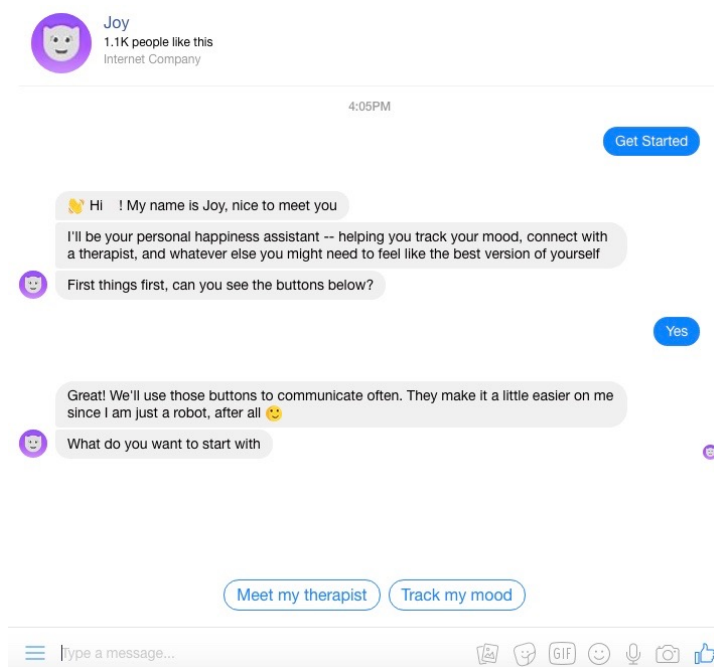 Joy
1.1K people like this
Internet Company
4:05PM
Get Started
👋 Hi ! My name is Joy, nice to meet you
I'll be your personal happiness assistant -- helping you track your mood, connect with
a therapist, and whatever else you might need to feel like the best version of yourself
First things first, can you see the buttons below?
Yes
Great! We'll use those buttons to communicate often. They make it a little easier on me
since I am just a robot, after all 🙂
What do you want to start with
Meet my therapist
Track my mood
Type a message...
GIF